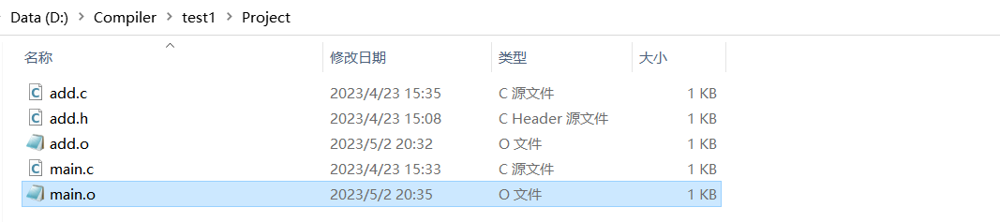 Data (D:) > Compiler > test1 > Project
名称 修改日期 类型 大小
add.c 2023/4/23 15:35 C 源文件 1 KB
add.h 2023/4/23 15:08 C Header 源文件 1 KB
add.o 2023/5/2 20:32 O 文件 1 KB
main.c 2023/4/23 15:33 C 源文件 1 KB
main.o 2023/5/2 20:35 O 文件 1 KB